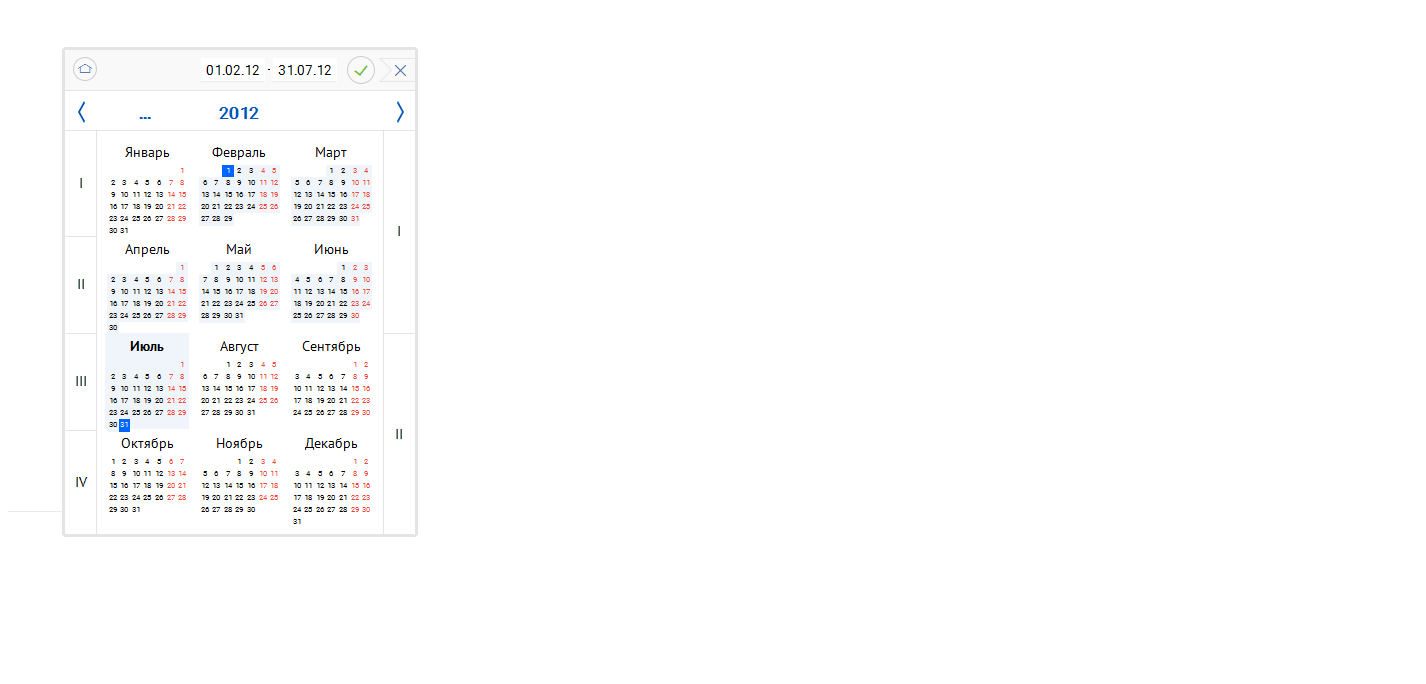 01.02.12 - 31.07.12
... 2012
Январь Февраль Март
1 1 2 3 4 5 1 2 3 4
2 3 4 5 6 7 8 6 7 8 9 10 11 12 5 6 7 8 9 10 11
I
9 10 11 12 13 14 15 13 14 15 16 17 18 19 12 13 14 15 16 17 18
16 17 18 19 20 21 22 20 21 22 23 24 25 26 19 20 21 22 23 24 25
23 24 25 26 27 28 29 27 28 29 26 27 28 29 30 31
30 31
I
Апрель Май Июнь
1 1 2 3 4 5 6 1 2 3
2 3 4 5 6 7 8 7 8 9 10 11 12 13 4 5 6 7 8 9 10
II
9 10 11 12 13 14 15 14 15 16 17 18 19 20 11 12 13 14 15 16 17
16 17 18 19 20 21 22 21 22 23 24 25 26 27 18 19 20 21 22 23 24
23 24 25 26 27 28 29 28 29 30 31 25 26 27 28 29 30
30
Июль Август Сентябрь
1 1 2 3 4 5 1 2
2 3 4 5 6 7 8 6 7 8 9 10 11 12 3 4 5 6 7 8 9
III
9 10 11 12 13 14 15 13 14 15 16 17 18 19 10 11 12 13 14 15 16
16 17 18 19 20 21 22 20 21 22 23 24 25 26 17 18 19 20 21 22 23
23 24 25 26 27 28 29 27 28 29 30 31 24 25 26 27 28 29 30
30 31
II
Октябрь Ноябрь Декабрь
1 2 3 4 5 6 7 1 2 3 4 1 2
8 9 10 11 12 13 14 5 6 7 8 9 10 11 3 4 5 6 7 8 9
IV
15 16 17 18 19 20 21 12 13 14 15 16 17 18 10 11 12 13 14 15 16
22 23 24 25 26 27 28 19 20 21 22 23 24 25 17 18 19 20 21 22 23
29 30 31 26 27 28 29 30 24 25 26 27 28 29 30
31